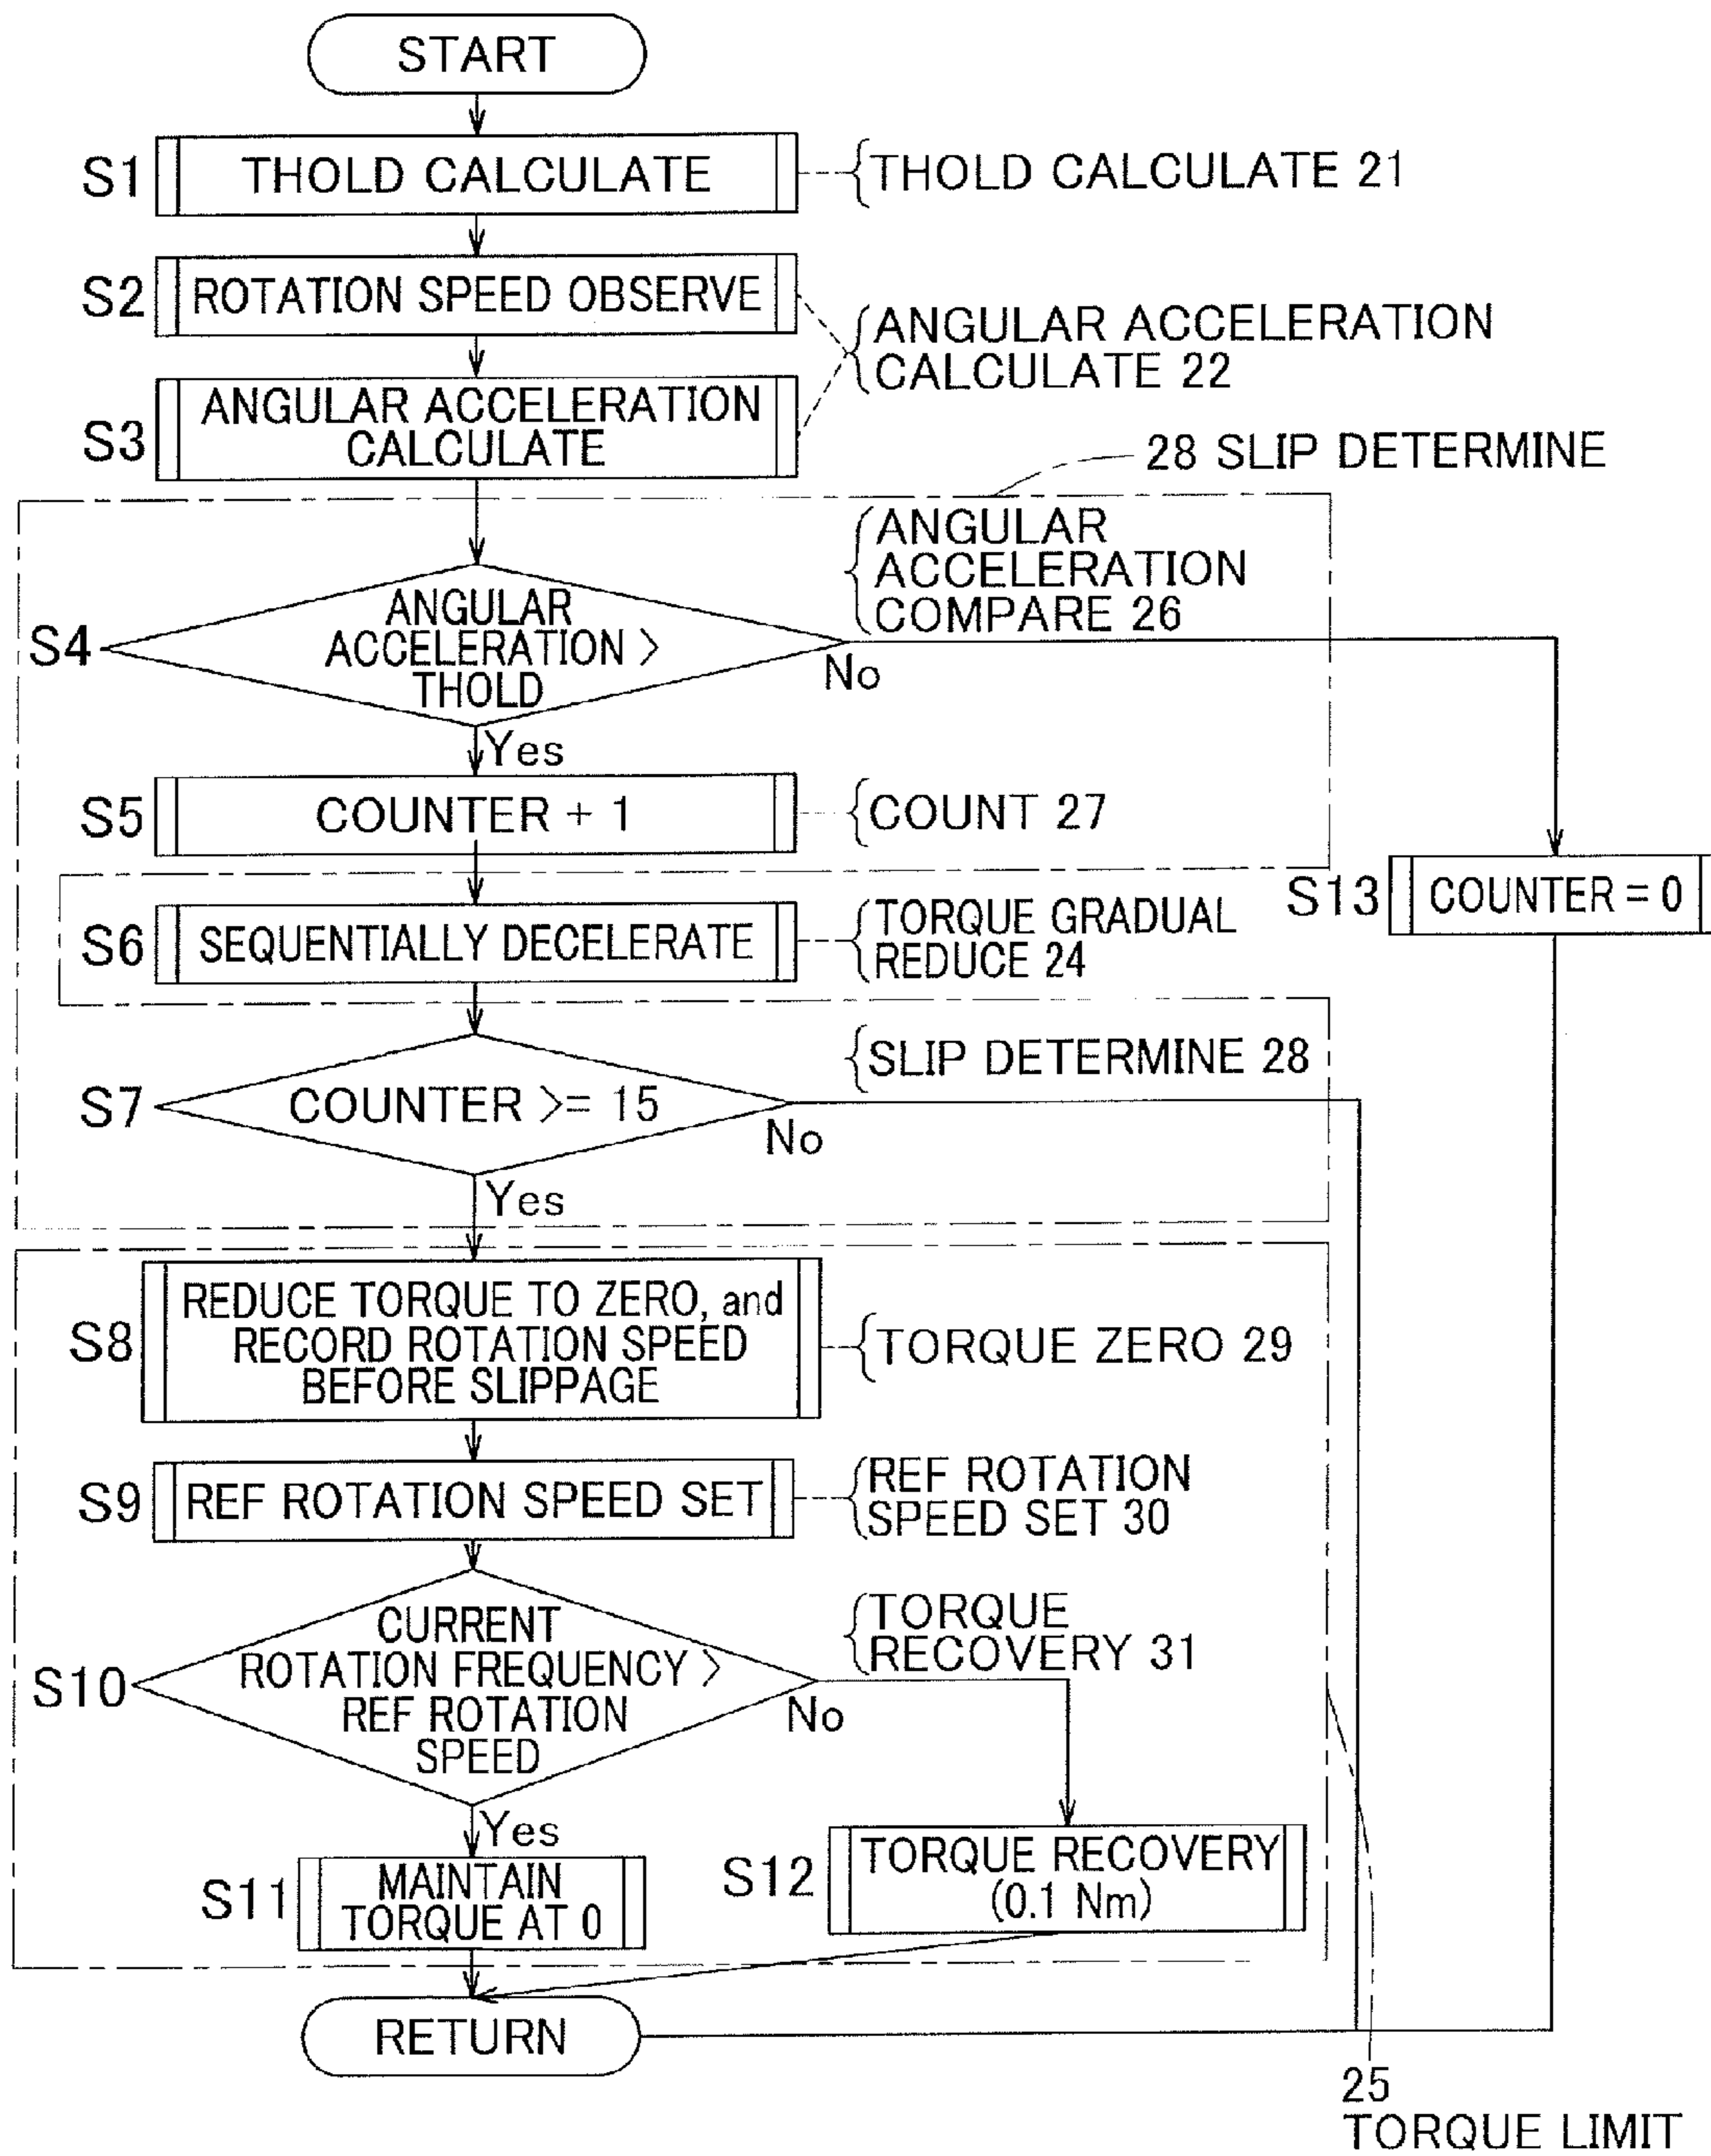 START
S1
THOLD CALCULATE
THOLD CALCULATE 21
S2
ROTATION SPEED OBSERVE
ANGULAR ACCELERATION
CALCULATE 22
S3
ANGULAR ACCELERATION
CALCULATE
28 SLIP DETERMINE
ANGULAR
ACCELERATION
COMPARE 26
S4
ANGULAR
ACCELERATION >
THOLD
No
Yes
S5
COUNTER + 1
COUNT 27
S13
COUNTER = 0
S6
SEQUENTIALLY DECELERATE
TORQUE GRADUAL
REDUCE 24
SLIP DETERMINE 28
S7
COUNTER >= 15
No
Yes
S8
REDUCE TORQUE TO ZERO, and
RECORD ROTATION SPEED
BEFORE SLIPPAGE
TORQUE ZERO 29
S9
REF ROTATION SPEED SET
REF ROTATION
SPEED SET 30
TORQUE
RECOVERY 31
S10
CURRENT
ROTATION FREQUENCY >
REF ROTATION
SPEED
No
Yes
S11
MAINTAIN
TORQUE AT 0
S12
TORQUE RECOVERY
(0.1 Nm)
RETURN
25
TORQUE LIMIT